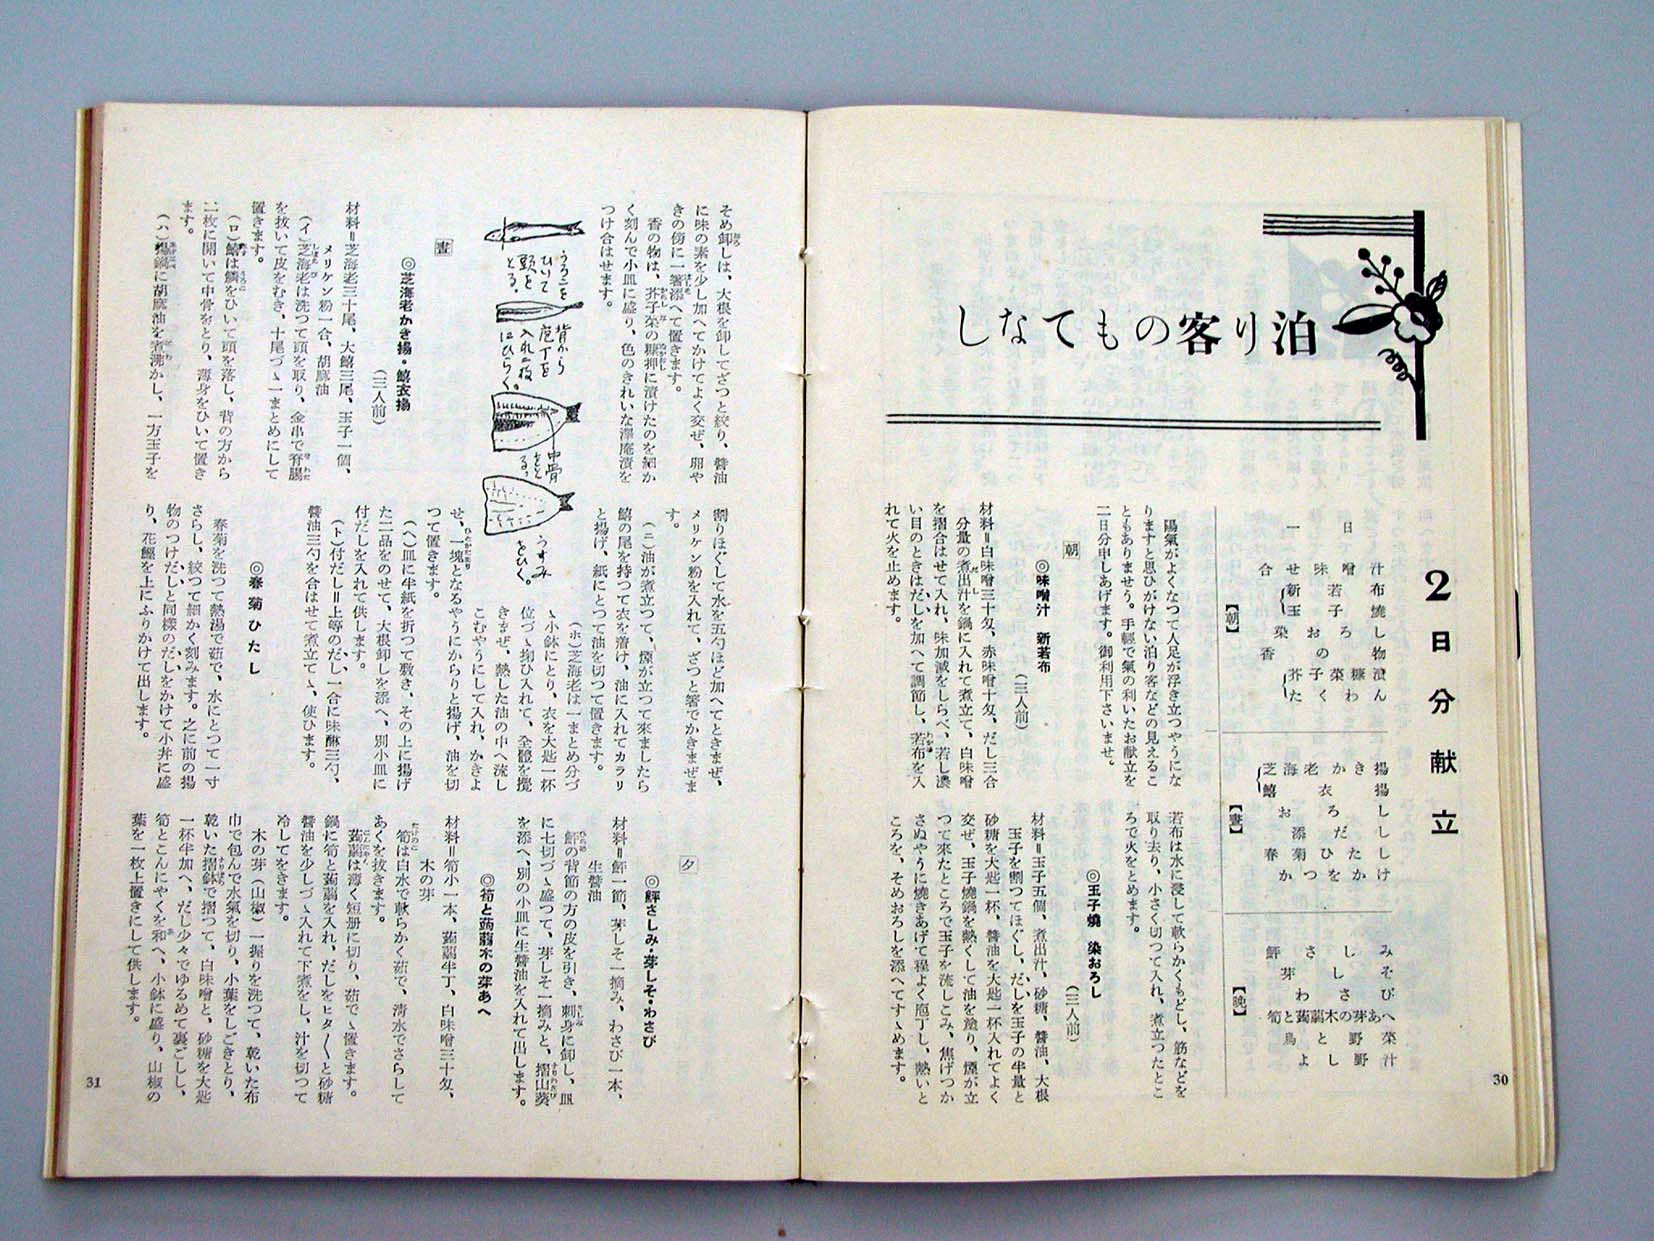 泊り客のもてなし
2日分献立
一日
【朝】
合せ味噌汁
新若布
玉子燒
染おろし
香の物
芥子菜糠漬
たくわん
【晝】
芝海老かき揚
鱚衣揚
おろし
添だし
春菊ひたし
かつをかけ
【晩】
鮃さしみ
芽しそ
わさび
筍と蒟蒻木の芽あへ
鳥と野菜
よし野汁
陽氣がよくなつて人足が浮き立つやうにな
りますと思ひがけない泊り客などの見えるこ
ともありませう。手輕で氣の利いたお献立を
二日分申しあげます。御利用下さいませ。
朝
◎味噌汁 新若布
(三人前)
材料＝白味噌三十匁、赤味噌十匁、だし三合
分量の煮出汁を鍋に入れて煮立て、白味噌
を摺合はせて入れ、味加減をしらべ、若し濃
い目のときはだしを加へて調節し、若布を入
れて火を止めます。
若布は水に浸して軟らかくもどし、筋などを
取り去り、小さく切つて入れ、煮立つたとこ
ろで火をとめます。
◎玉子燒 染おろし
(三人前)
材料＝玉子五個、煮出汁、砂糖、醬油、大根
玉子を割つてほぐし、だしを玉子の半量と
砂糖を大匙一杯、醬油を大匙一杯入れてよく
交ぜ、玉子燒鍋を熱くして油を塗り、煙が立
つて來たところで玉子を流しこみ、焦げつか
さぬやうに燒きあげて程よく庖丁し、熱いと
ころを、そめおろしを添へてすゝめます。
30
そめ卸しは、大根を卸してざつと絞り、醬油
に味の素を少し加へてかけてよく交ぜ、玥や
きの傍に一箸添へて置きます。
香の物は、芥子菜の糠押に漬けたのを細か
く刻んで小皿に盛り、色のきれいな澤庵漬を
つけ合はせます。
うろこを
ひいて
頭を
とる。
背から
庖丁を
入れ二枚
にひらく。
中骨
をと
る。
うすみ
をひく。
晝
◎芝海老かき揚・鱚衣揚
(三人前)
材料＝芝海老三十尾、大鱚三尾、玉子一個、
メリケン粉一合、胡麻油
(イ)芝海老は洗つて頭を取り、金串で脊腸
を拔いて皮をむき、十尾づゝ一まとめにして
置きます。
(ロ)鱚は鱗をひいて頭を落し、背の方から
二枚に開いて中骨をとり、薄身をひいて置き
ます。
(ハ)揚鍋に胡麻油を煮沸かし、一方玉子を
割りほぐして水を五勺ほど加へてときまぜ、
メリケン粉を入れて、ざつと箸でかきまぜま
す。
(ニ)油が煮立つて、煙が立つて來ましたら
鱚の尾を持つて衣を着け、油に入れてカラリ
と揚げ、紙にとつて油を切つて置きます。
(ホ)芝海老は一まとめ分づ
ゝ小鉢にとり、衣を大匙一杯
位づゝ掬ひ入れて、全體を攪
きまぜ、熱した油の中へ流し
こむやうにして入れ、かきよ
せ、一塊となるやうにからりと揚げ、油を切
つて置きます。
(ヘ)皿に半紙を折つて敷き、その上に揚げ
た二品をのせて、大根卸しを添へ、別小皿に
付だしを入れて供します。
(ト)付だし＝上等のだし一合に味醂三勺、
醬油三勺を合はせて煮立てゝ、使ひます。
◎春菊ひたし
春菊を洗つて熱湯で茹で、水にとつて一寸
さらし、絞つて細かく刻みます。之に前の揚
物のつけだしと同樣のだしをかけて小丼に盛
り、花鰹を上にふりかけて出します。
夕
◎鮃さしみ・芽しそ・わさび
材料＝鮃一節、芽しそ一摘み、わさび一本、
生醬油
鮃の背節の方の皮を引き、刺身に卸し、皿
に七切づゝ盛つて、芽しそ一摘みと、摺山葵
を添へ、別の小皿に生醬油を入れて出します。
◎筍と蒟蒻木の芽あへ
材料＝筍小一本、蒟蒻半丁、白味噌三十匁、
木の芽
筍は白水で軟らかく茹で、清水でさらして
あくを拔きます。
蒟蒻は薄く短册に切り、茹でゝ置きます。
鍋に筍と蒟蒻を入れ、だしをヒタ〱と砂糖
醬油を少しづゝ入れて下煮をし、汁を切つて
冷してをきます。
木の芽(山椒)一握りを洗つて、乾いた布
巾で包んで水氣を切り、小葉をしごきとり、
乾いた摺鉢で摺つて、白味噌と、砂糖を大匙
一杯半加へ、だし少々でゆるめて裏ごしし、
筍とこんにやくを和へ、小鉢に盛り、山椒の
葉を一枚上置きにして供します。
31